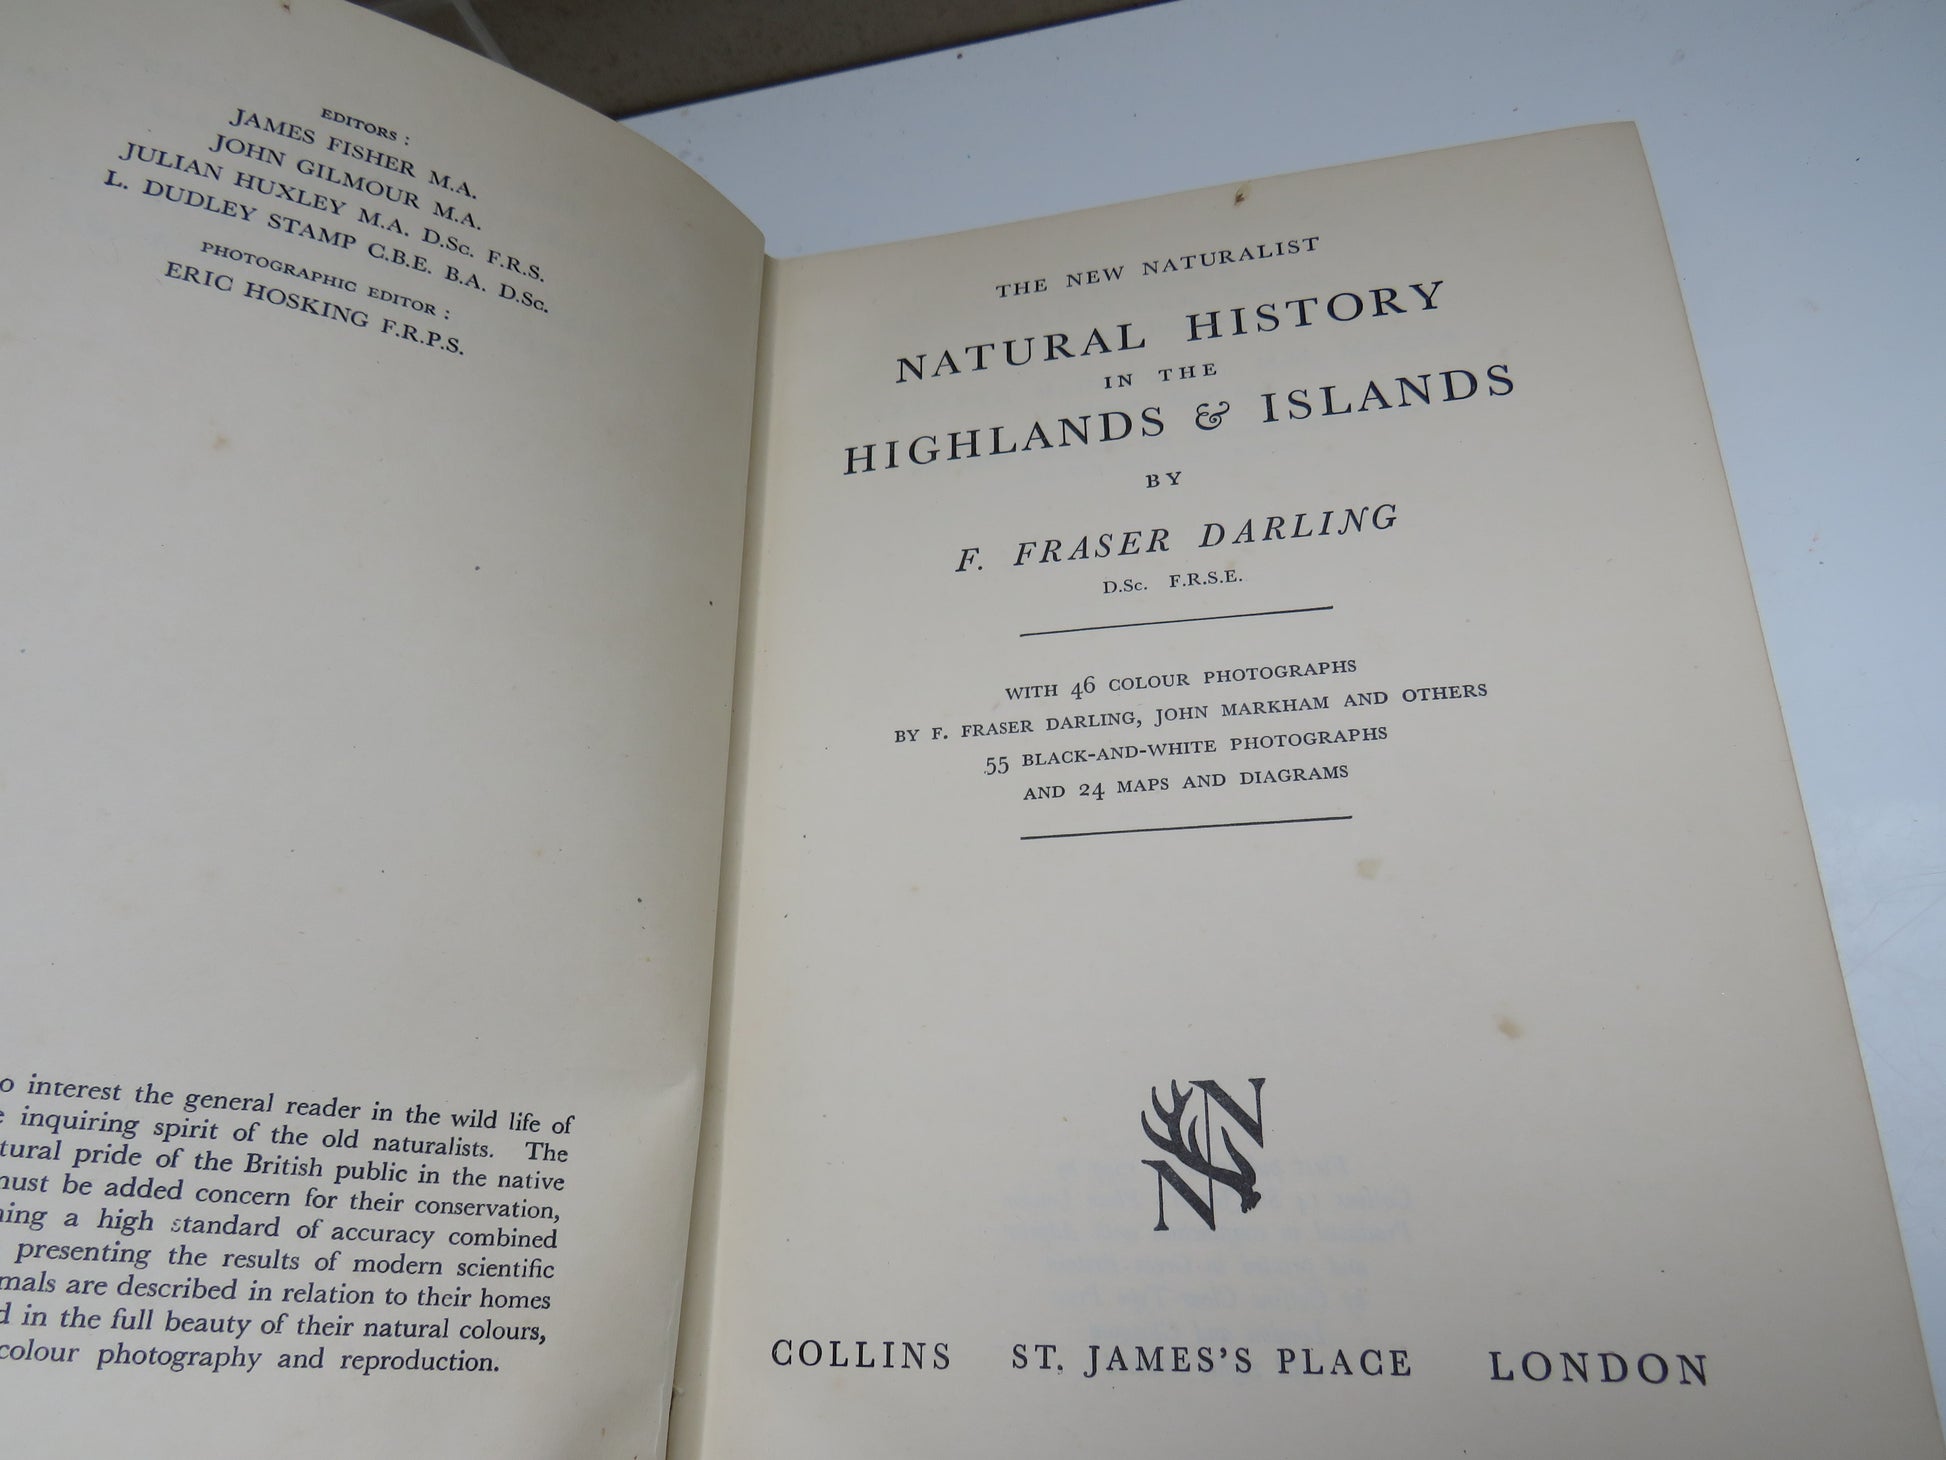 EDITORS :
JAMES FISHER M.A.
JOHN GILMOUR M.A.
JULIAN HUXLEY M.A. D.Sc. F.R.S.
L. DUDLEY STAMP C.B.E. B.A. D.Sc.
PHOTOGRAPHIC EDITOR :
ERIC HOSKING F.R.P.S.
interest the general reader in the wild life of
inquiring spirit of the old naturalists. The
pride of the British public in the native
be added concern for their conservation,
a high standard of accuracy combined
presenting the results of modern scientific
are described in relation to their homes
in the full beauty of their natural colours,
colour photography and reproduction.
THE NEW NATURALIST
NATURAL HISTORY
IN THE
HIGHLANDS & ISLANDS
BY
F. FRASER DARLING
D.Sc. F.R.S.E.
WITH 46 COLOUR PHOTOGRAPHS
BY F. FRASER DARLING, JOHN MARKHAM AND OTHERS
55 BLACK-AND-WHITE PHOTOGRAPHS
AND 24 MAPS AND DIAGRAMS
NN
COLLINS ST. JAMES'S PLACE LONDON